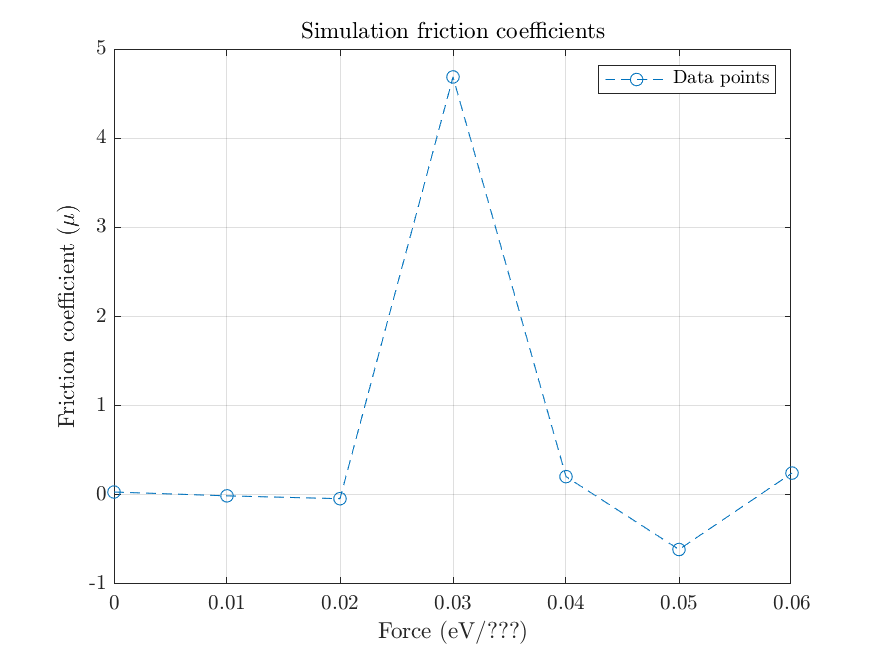 Simulation friction coefficients
Data points
Friction coefficient (μ)
5
4
3
2
1
0
-1
0 0.01 0.02 0.03 0.04 0.05 0.06
Force (eV/???)